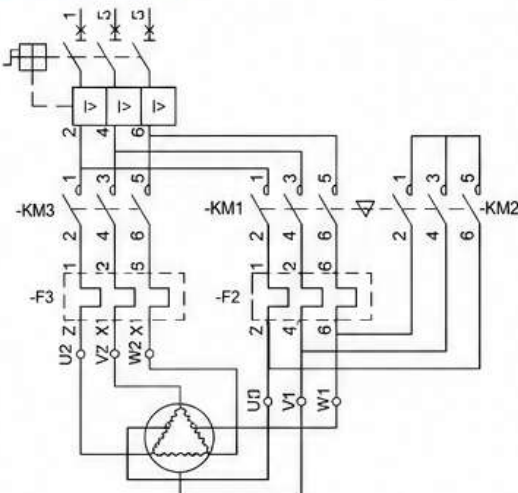 1 5 5
I> I> I>
2 4 6
1 3 5 1 3 5 1 3 5
-KM3 -KM1 -KM2
2 4 6 2 4 6 2 4 6
1 2 5 1 2 6
-F3 -F2
Z X X 2 4 6
U2 V2 W2 U1 V1 W1